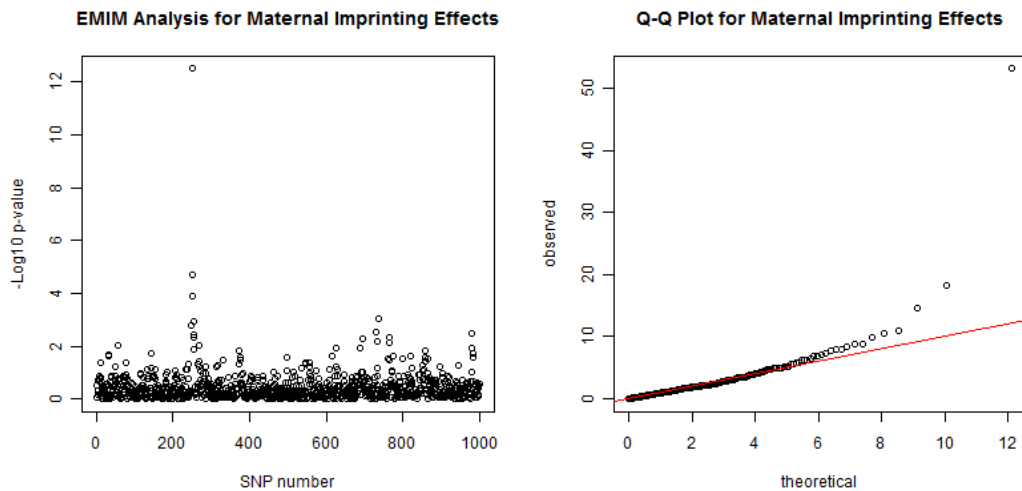 EMIM Analysis for Maternal Imprinting Effects
-Log10 p-value
12
10
8
6
4
2
0
0 200 400 600 800 1000
SNP number
Q-Q Plot for Maternal Imprinting Effects
observed
50
40
30
20
10
0
0 2 4 6 8 10 12
theoretical